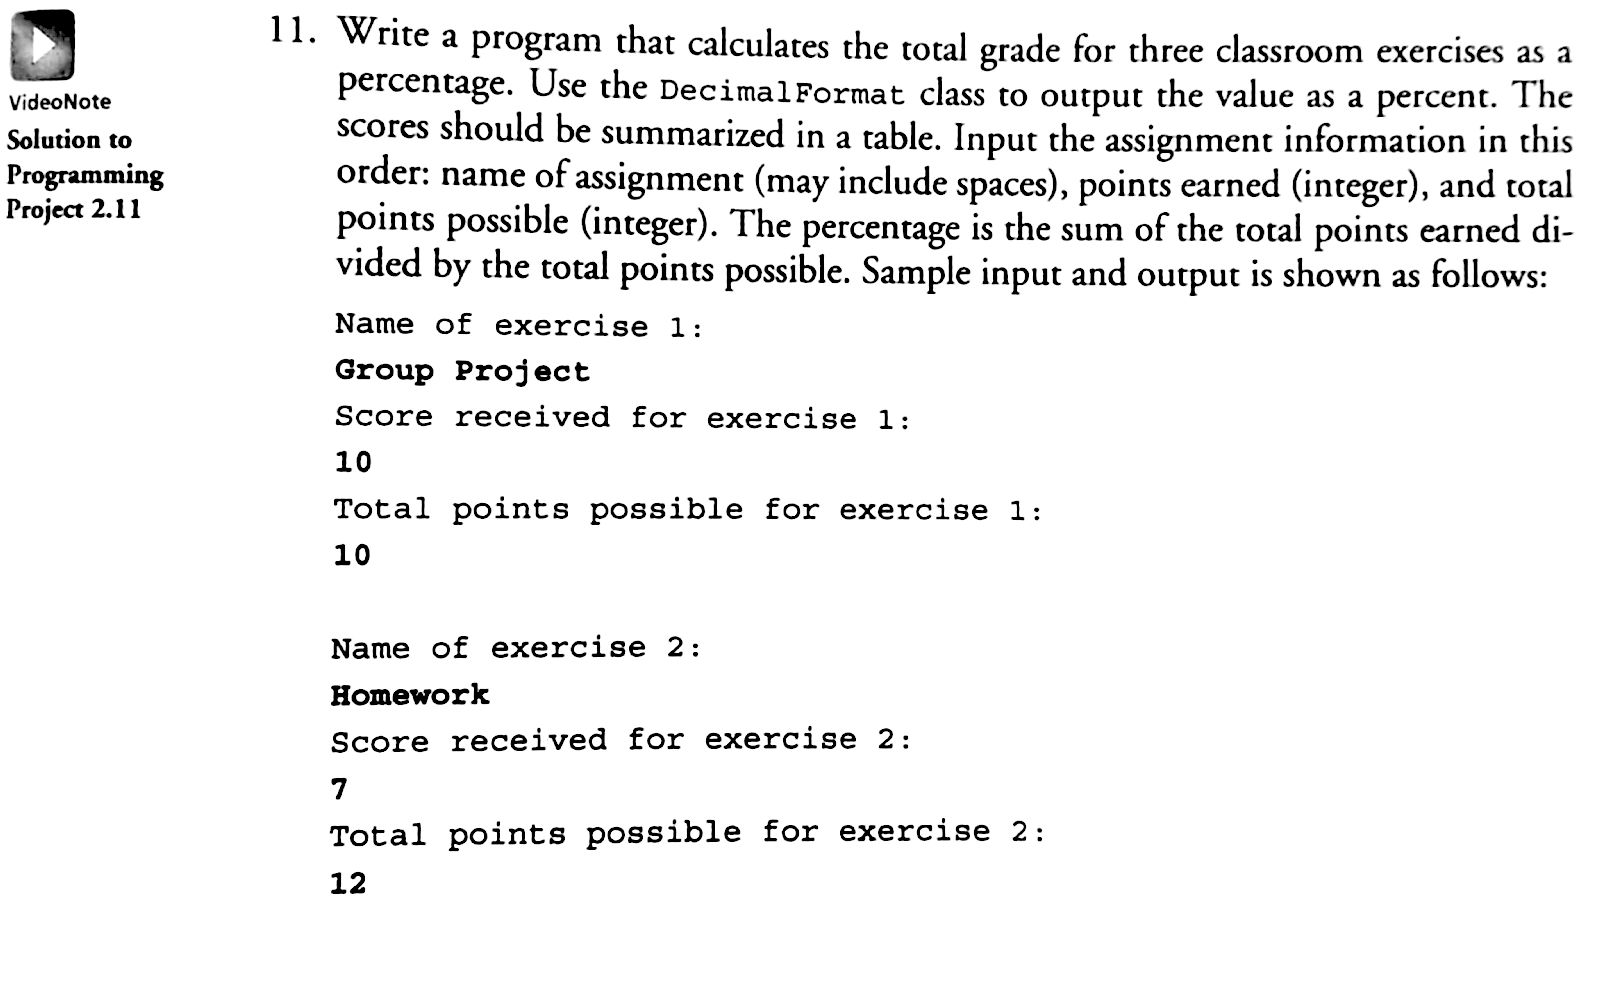 VideoNote
Solution to
Programming
Project 2.11
11. Write a program that calculates the total grade for three classroom exercises as a
percentage. Use the DecimalFormat class to output the value as a percent. The
scores should be summarized in a table. Input the assignment information in this
order: name of assignment (may include spaces), points earned (integer), and total
points possible (integer). The percentage is the sum of the total points earned di-
vided by the total points possible. Sample input and output is shown as follows:
Name of exercise 1:
Group Project
Score received for exercise 1:
10
Total points possible for exercise 1:
10
Name of exercise 2:
Homework
Score received for exercise 2:
7
Total points possible for exercise 2:
12